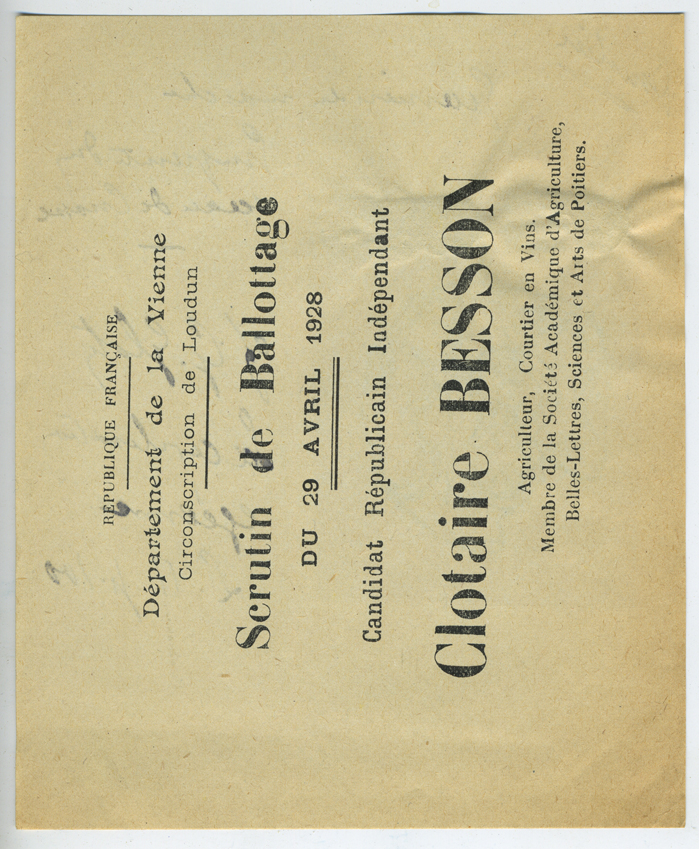 RÉPUBLIQUE FRANÇAISE
Département de la Vienne
Circonscription de Loudun
Scrutin de Ballottage
DU 29 AVRIL 1928
Candidat Républicain Indépendant
Clotaire BESSON
Agriculteur, Courtier en Vins.
Membre de la Société Académique d'Agriculture,
Belles-Lettres, Sciences et Arts de Poitiers.